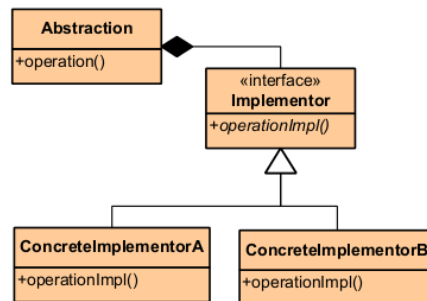 Abstraction
+operation()
«interface»
Implementor
+operationImpl()
ConcreteImplementorA
+operationImpl()
ConcreteImplementorB
+operationImpl()